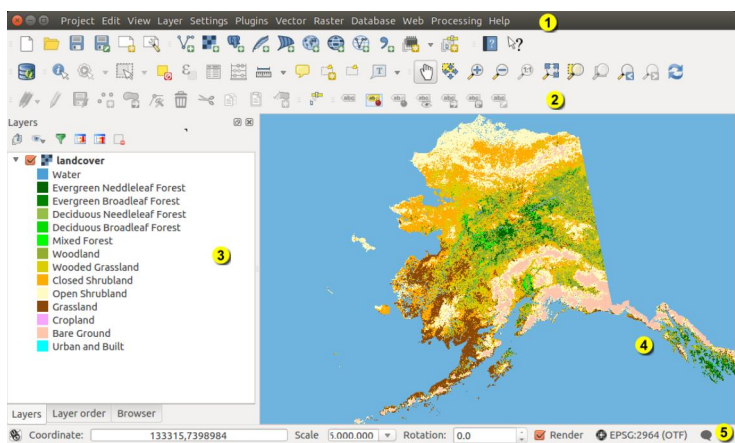 Project Edit View Layer Settings Plugins Vector Raster Database Web Processing Help
1
2
Layers
landcover
Water
Evergreen Neddleleaf Forest
Evergreen Broadleaf Forest
Deciduous Needleleaf Forest
Deciduous Broadleaf Forest
Mixed Forest
Woodland
Wooded Grassland
3
Closed Shrubland
Open Shrubland
Grassland
Cropland
Bare Ground
Urban and Built
4
Layers Layer order Browser
Coordinate: 133315,7398984 Scale 5.000.000 Rotation: 0.0 Render EPSG:2964 (OTF) 5